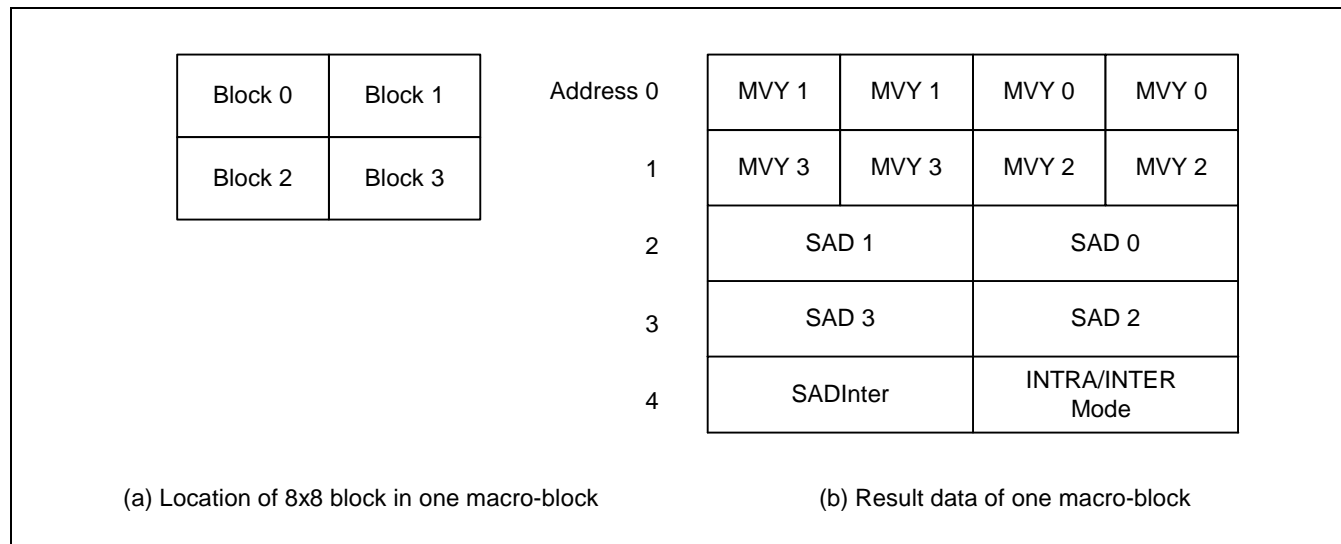 Block 0 Block 1
Block 2 Block 3
Address 0 MVY 1 MVY 1 MVY 0 MVY 0
1 MVY 3 MVY 3 MVY 2 MVY 2
2 SAD 1 SAD 0
3 SAD 3 SAD 2
4 SADInter INTRA/INTER
Mode
(a) Location of 8x8 block in one macro-block
(b) Result data of one macro-block